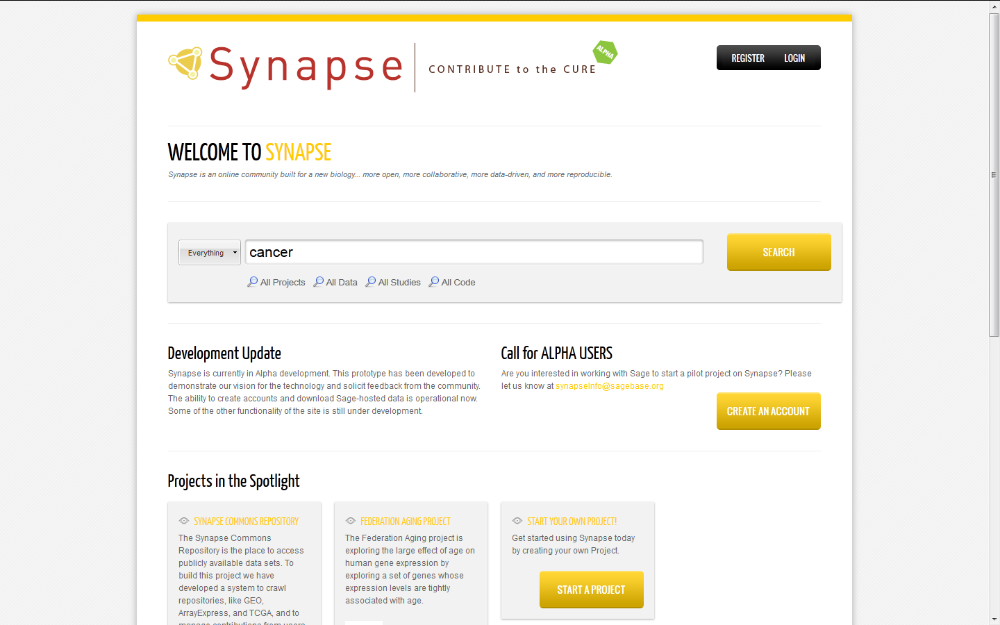 Synapse
CONTRIBUTE to the CURE
ALPHA
REGISTER LOGIN
WELCOME TO SYNAPSE
Synapse is an online community built for a new biology... more open, more collaborative, more data-driven, and more reproducible.
Everything
cancer
SEARCH
All Projects All Data All Studies All Code
Development Update
Synapse is currently in Alpha development. This prototype has been developed to
demonstrate our vision for the technology and solicit feedback from the community.
The ability to create accounts and download Sage-hosted data is operational now.
Some of the other functionality of the site is still under development.
Call for ALPHA USERS
Are you interested in working with Sage to start a pilot project on Synapse? Please
let us know at synapseInfo@sagebase.org
CREATE AN ACCOUNT
Projects in the Spotlight
SYNAPSE COMMONS REPOSITORY
The Synapse Commons
Repository is the place to access
publicly available data sets. To
build this project we have
developed a system to crawl
repositories, like GEO,
ArrayExpress, and TCGA, and to
manage contributions from users
FEDERATION AGING PROJECT
The Federation Aging project is
exploring the large effect of age on
human gene expression by
exploring a set of genes whose
expression levels are tightly
associated with age.
START YOUR OWN PROJECT!
Get started using Synapse today
by creating your own Project.
START A PROJECT